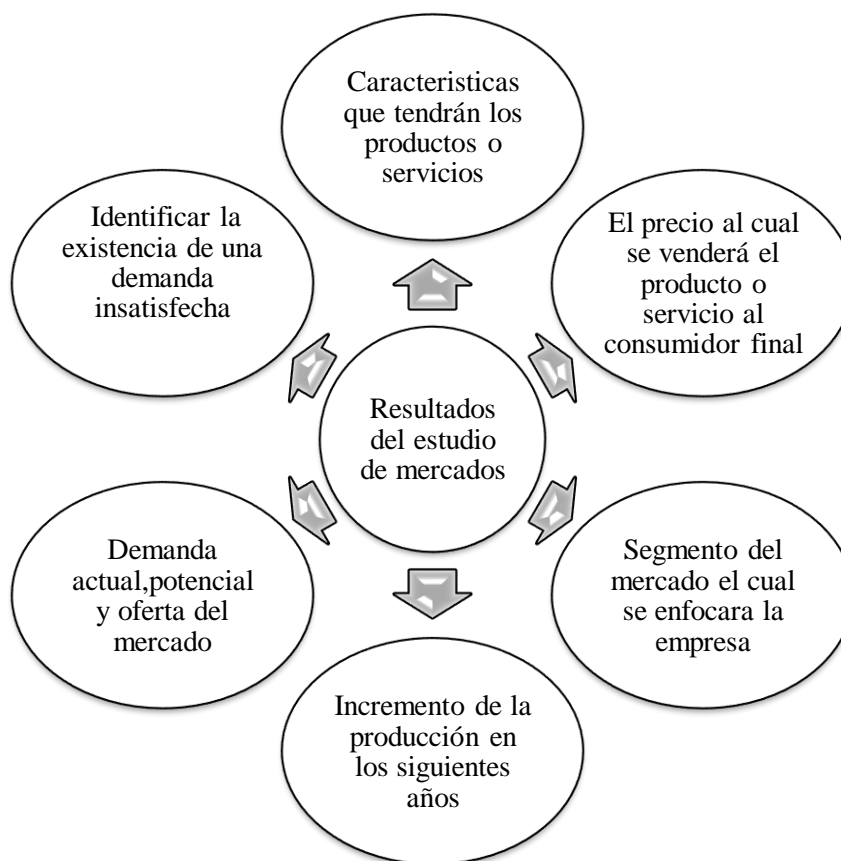 Caracteristicas
que tendrán los
productos o
servicios
Identificar la
existencia de una
demanda
insatisfecha
El precio al cual
se venderá el
producto o
servicio al
consumidor final
Resultados
del estudio
de mercados
Demanda
actual,potencial
y oferta del
mercado
Segmento del
mercado el cual
se enfocara la
empresa
Incremento de la
producción en
los siguientes
años